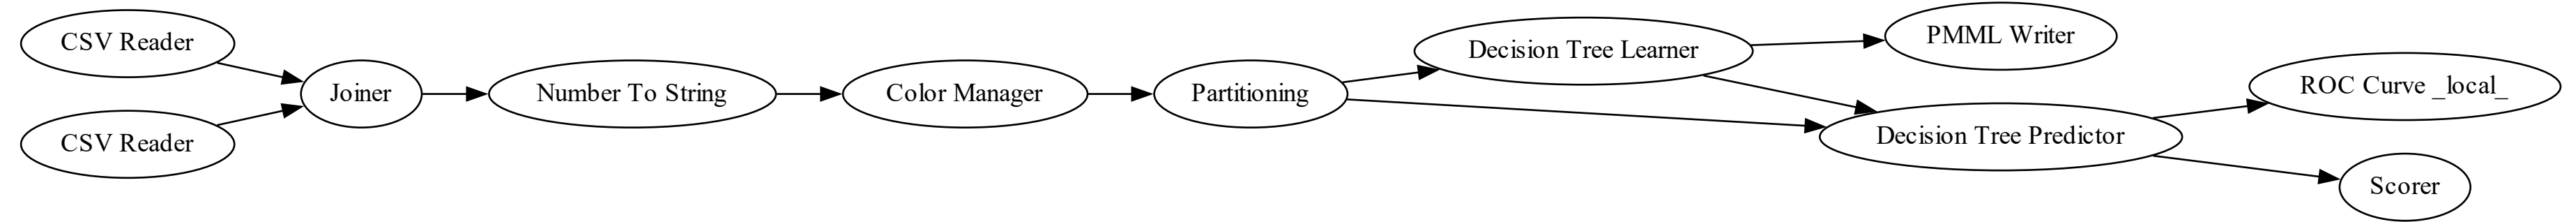 CSV Reader
CSV Reader
Joiner
Number To String
Color Manager
Partitioning
Decision Tree Learner
PMML Writer
Decision Tree Predictor
ROC Curve _local_
Scorer